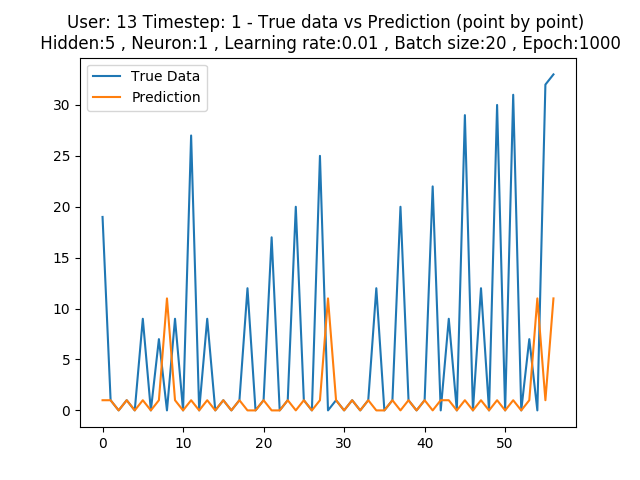 User: 13 Timestep: 1 - True data vs Prediction (point by point)
Hidden:5 , Neuron:1 , Learning rate:0.01 , Batch size:20 , Epoch:1000
True Data
Prediction
30
25
20
15
10
5
0
0 10 20 30 40 50